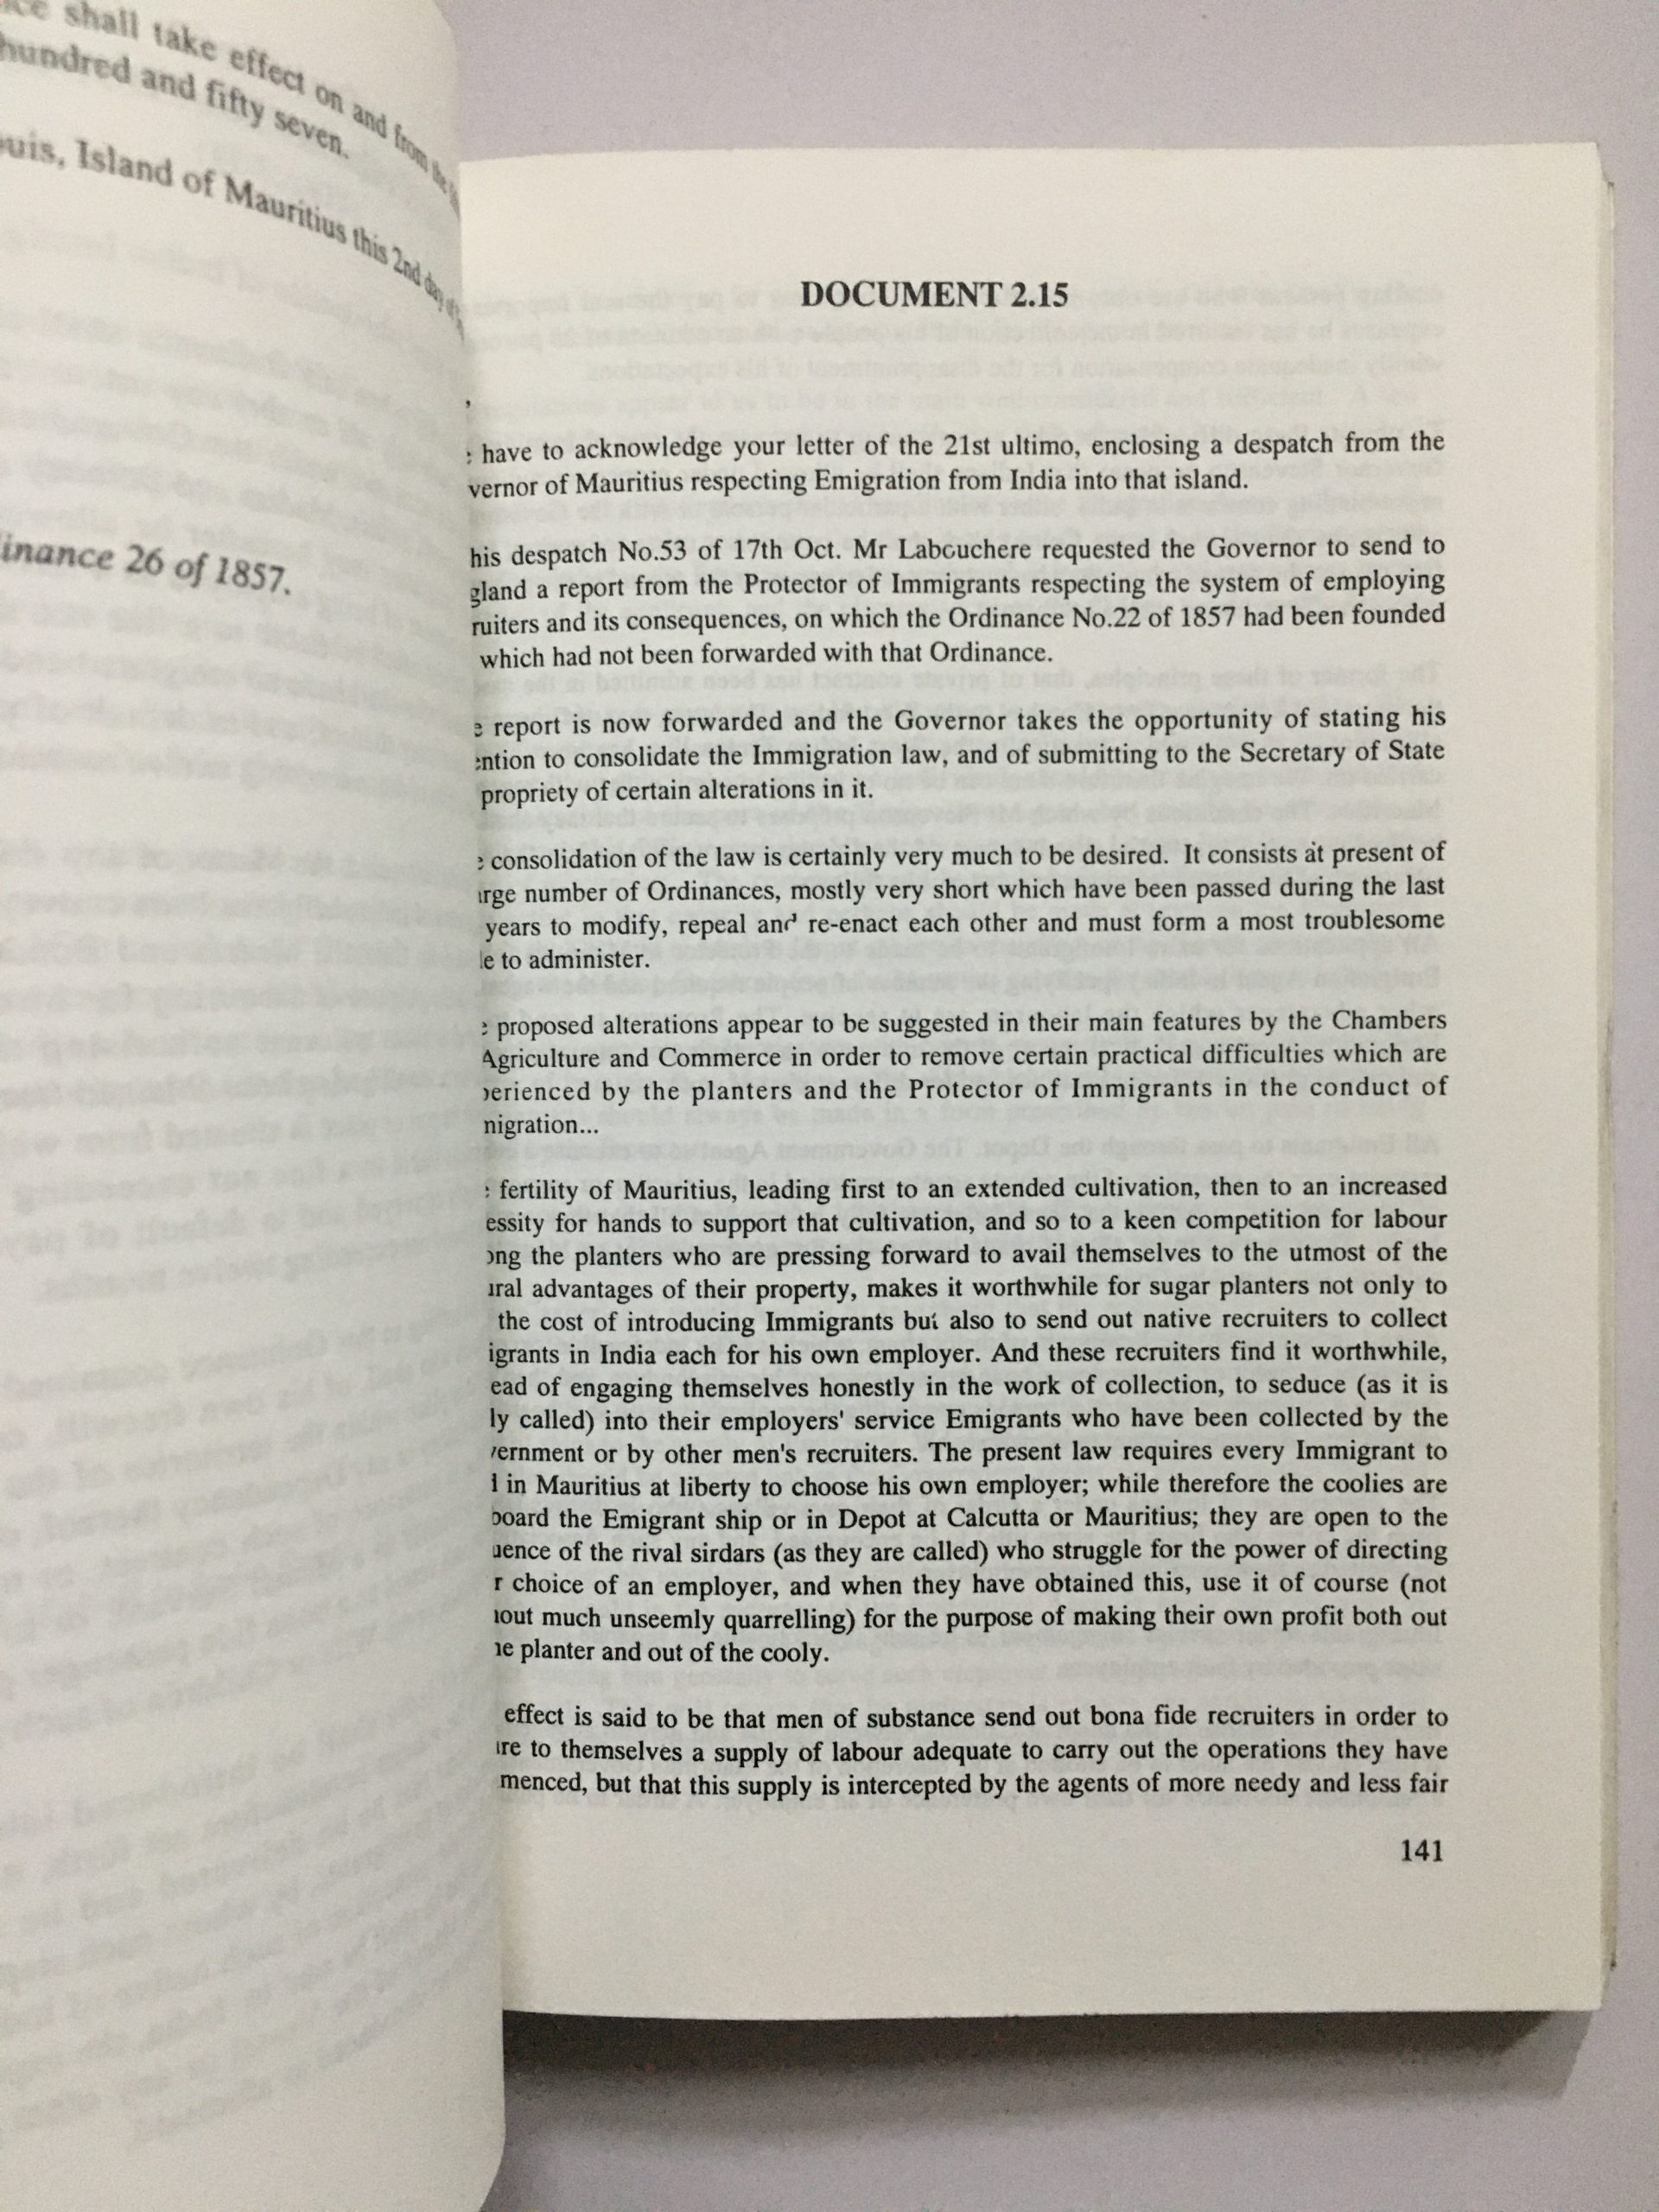 shall take effect on and from the
hundred and fifty seven.
Island of Mauritius this 2nd day
26 of 1857.
DOCUMENT 2.15
,
have to acknowledge your letter of the 21st ultimo, enclosing a despatch from the
vernor of Mauritius respecting Emigration from India into that island.
his despatch No.53 of 17th Oct. Mr Labouchere requested the Governor to send to
gland a report from the Protector of Immigrants respecting the system of employing
ruiters and its consequences, on which the Ordinance No.22 of 1857 had been founded
which had not been forwarded with that Ordinance.
report is now forwarded and the Governor takes the opportunity of stating his
ention to consolidate the Immigration law, and of submitting to the Secretary of State
propriety of certain alterations in it.
consolidation of the law is certainly very much to be desired. It consists at present of
arge number of Ordinances, mostly very short which have been passed during the last
years to modify, repeal and re-enact each other and must form a most troublesome
le to administer.
proposed alterations appear to be suggested in their main features by the Chambers
Agriculture and Commerce in order to remove certain practical difficulties which are
perienced by the planters and the Protector of Immigrants in the conduct of
nigration...
fertility of Mauritius, leading first to an extended cultivation, then to an increased
essity for hands to support that cultivation, and so to a keen competition for labour
ong the planters who are pressing forward to avail themselves to the utmost of the
ural advantages of their property, makes it worthwhile for sugar planters not only to
the cost of introducing Immigrants but also to send out native recruiters to collect
igrants in India each for his own employer. And these recruiters find it worthwhile,
ead of engaging themselves honestly in the work of collection, to seduce (as it is
ly called) into their employers' service Emigrants who have been collected by the
vernment or by other men's recruiters. The present law requires every Immigrant to
in Mauritius at liberty to choose his own employer; while therefore the coolies are
board the Emigrant ship or in Depot at Calcutta or Mauritius; they are open to the
uence of the rival sirdars (as they are called) who struggle for the power of directing
r choice of an employer, and when they have obtained this, use it of course (not
hout much unseemly quarrelling) for the purpose of making their own profit both out
he planter and out of the cooly.
effect is said to be that men of substance send out bona fide recruiters in order to
ure to themselves a supply of labour adequate to carry out the operations they have
menced, but that this supply is intercepted by the agents of more needy and less fair
141